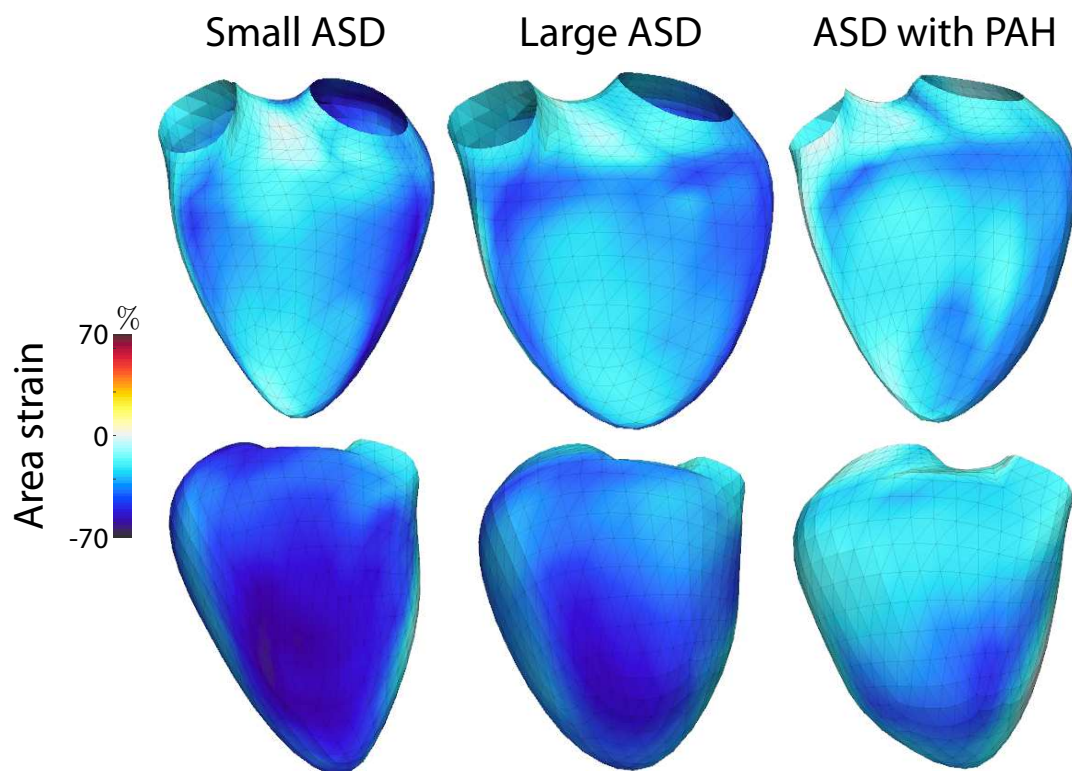 Small ASD
Large ASD
ASD with PAH
Area strain
%
70
0
-70